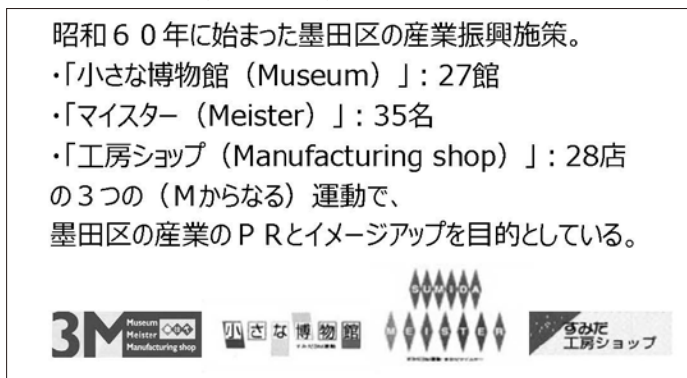 昭和６０年に始まった墨田区の産業振興施策。
・「小さな博物館（Museum）」：27館
・「マイスター（Meister）」：35名
・「工房ショップ（Manufacturing shop）」：28店
の３つの（Mからなる）運動で、
墨田区の産業のＰＲとイメージアップを目的としている。
3M
Museum
Meister
Manufacturing shop
小さな博物館
SUMIDA
MEISTER
すみだ
工房ショップ